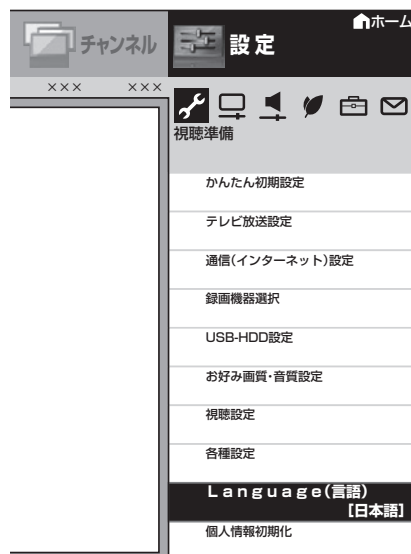 チャンネル
設定
ホーム
×××
×××
視聴準備
かんたん初期設定
テレビ放送設定
通信(インターネット)設定
録画機器選択
USB-HDD設定
お好み画質・音質設定
視聴設定
各種設定
Language(言語)
[日本語]
個人情報初期化